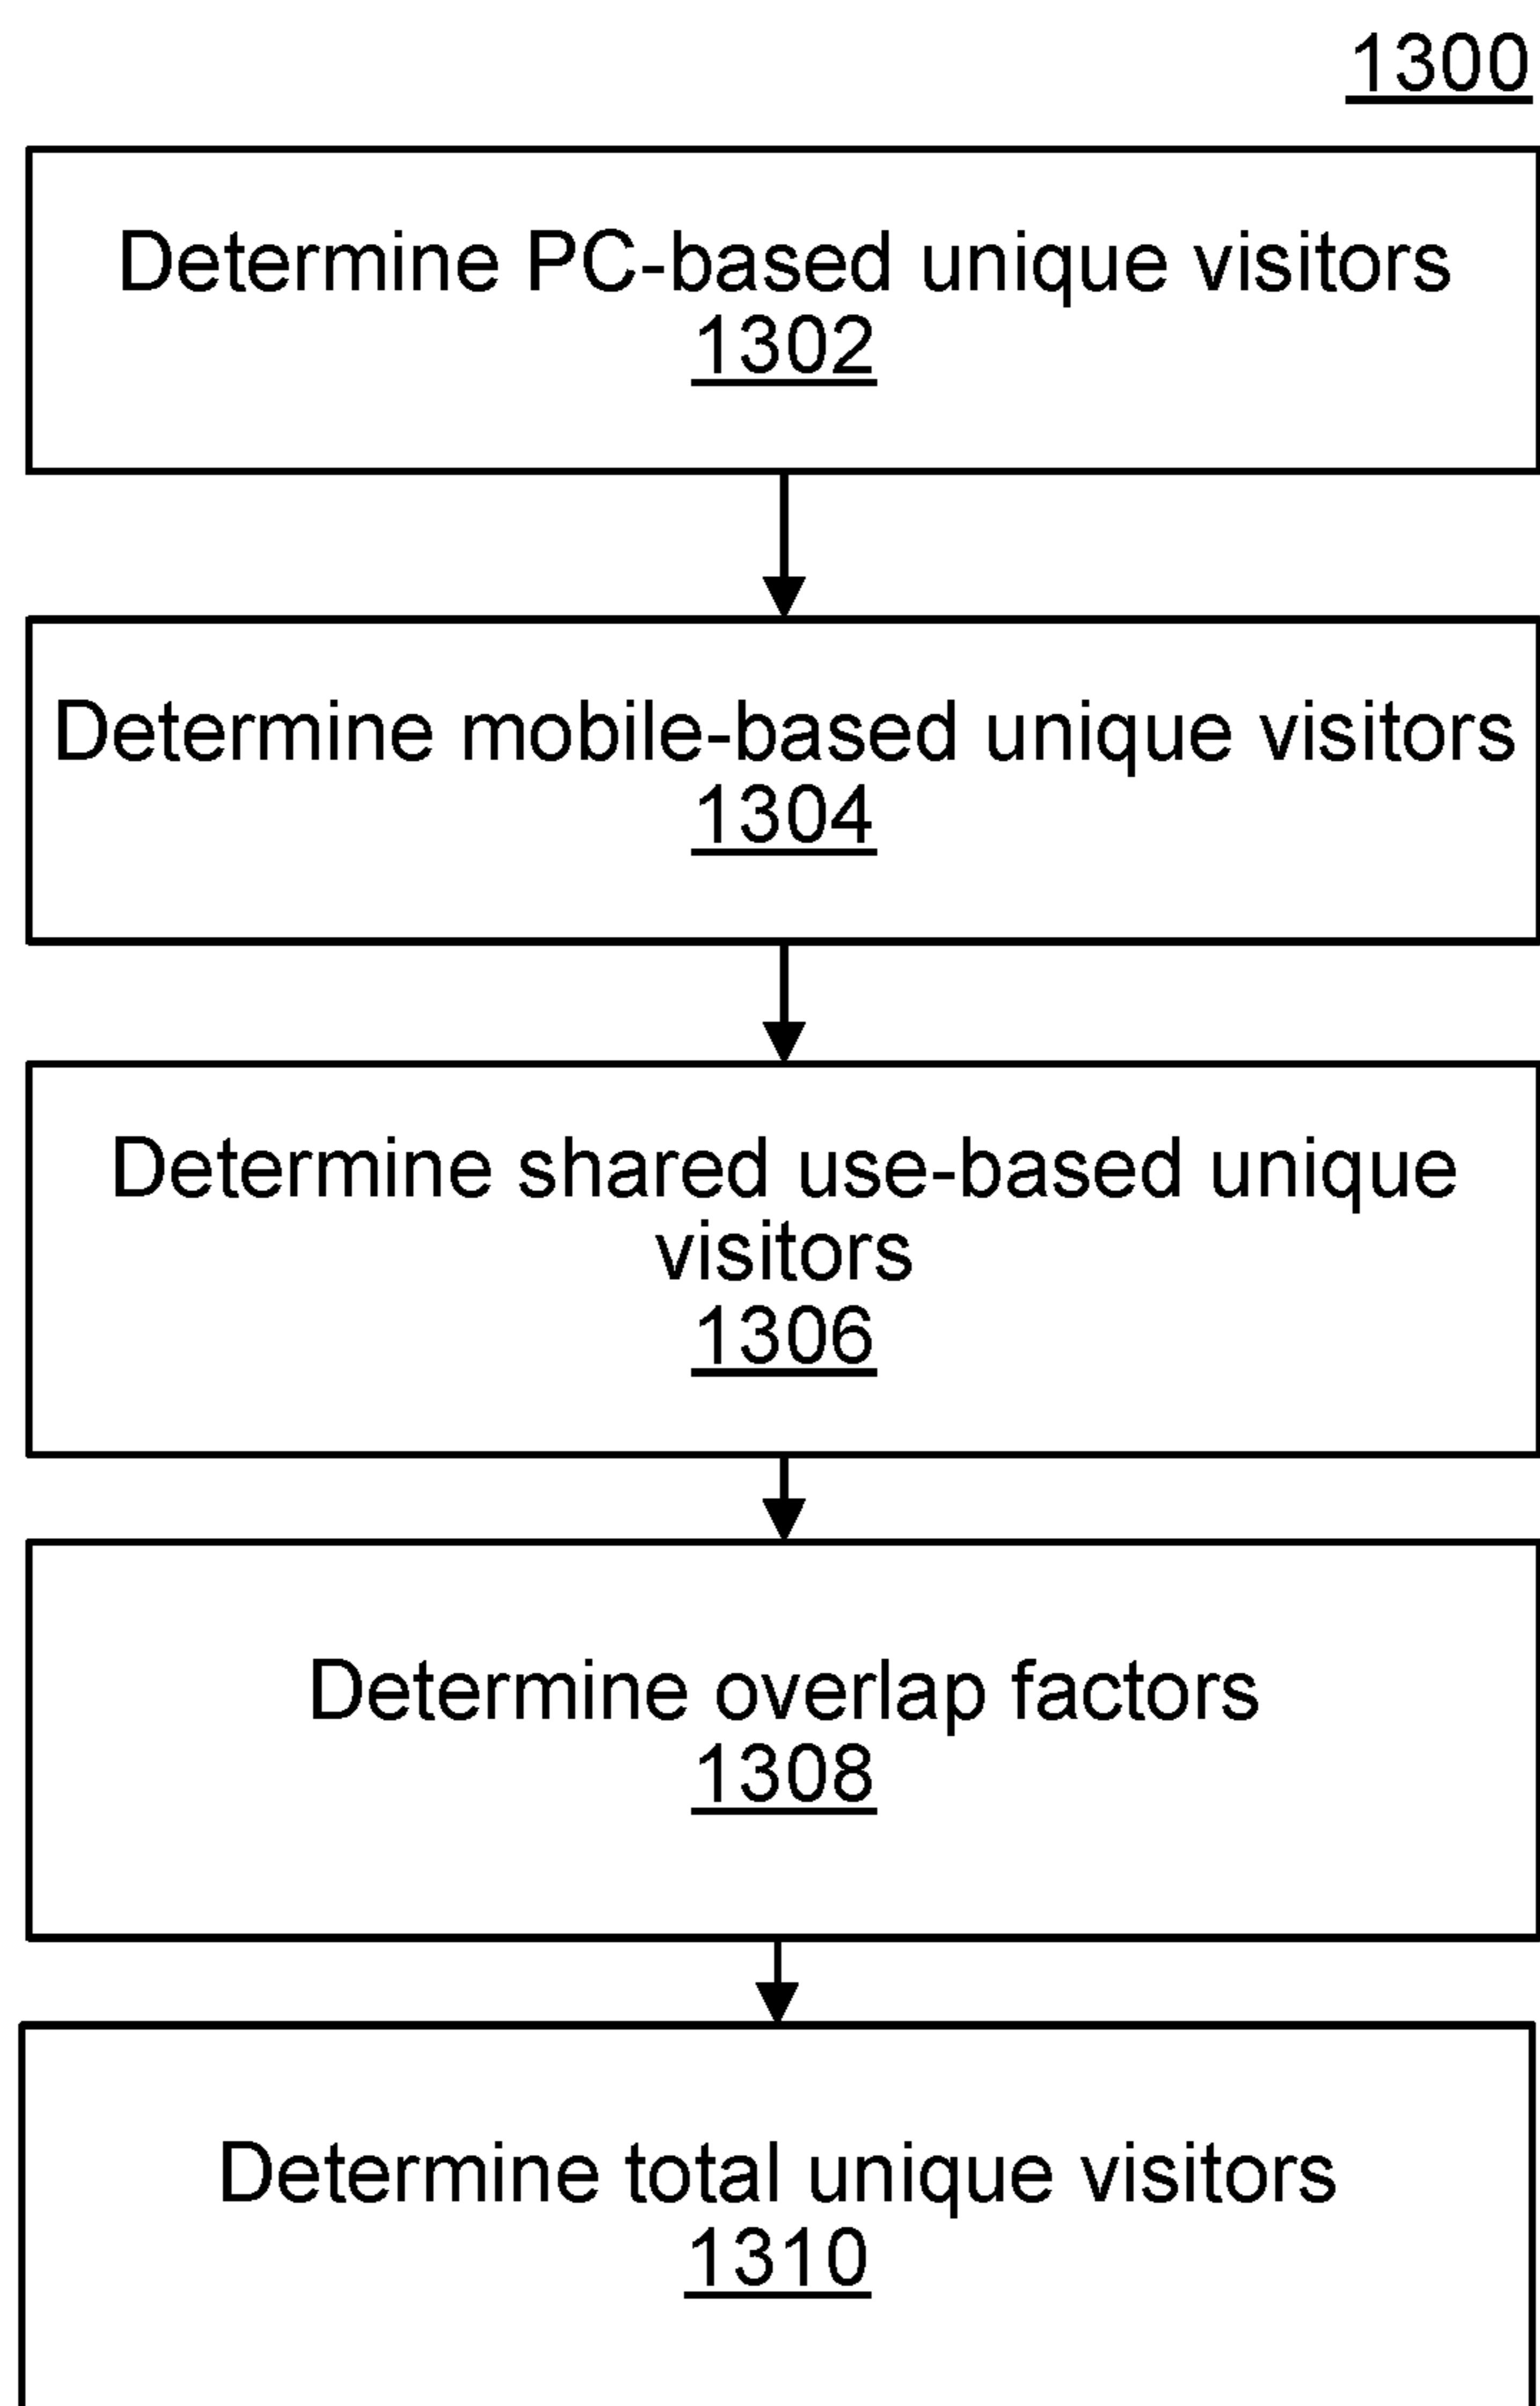 1300
Determine PC-based unique visitors
1302
Determine mobile-based unique visitors
1304
Determine shared use-based unique
visitors
1306
Determine overlap factors
1308
Determine total unique visitors
1310